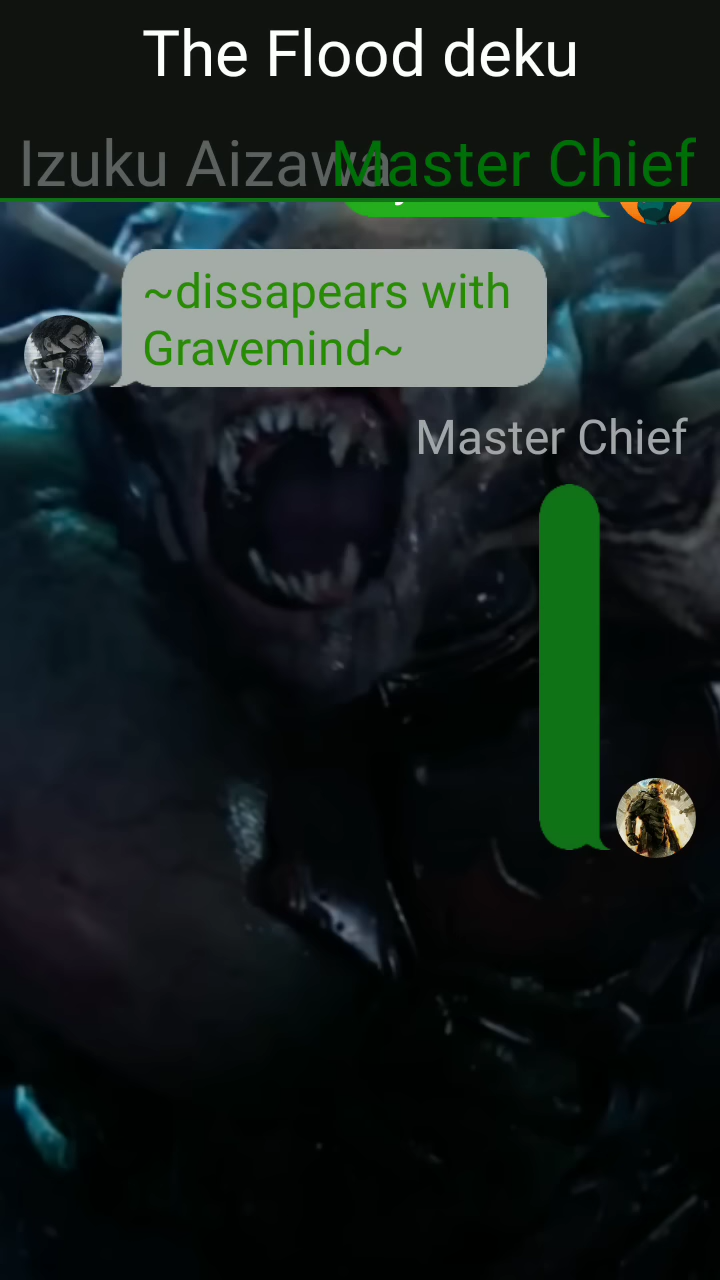 The Flood deku
Izuku Aizawa Master Chief
~dissapears with
Gravemind~
Master Chief